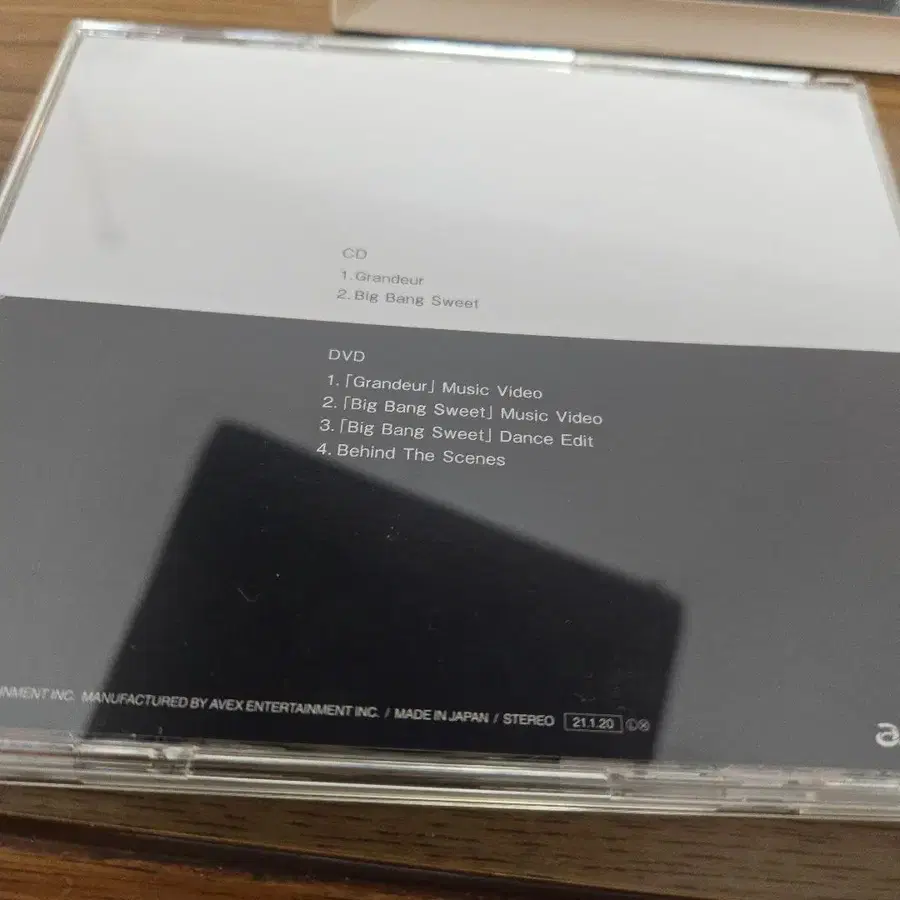 CD
1.Grandeur
2.Big Bang Sweet
DVD
1.「Grandeur」 Music Video
2.「Big Bang Sweet」 Music Video
3.「Big Bang Sweet」 Dance Edit
4.Behind The Scenes
INMENT INC. MANUFACTURED BY AVEX ENTERTAINMENT INC. / MADE IN JAPAN / STEREO 21.1.20 ⒸⓍ
a